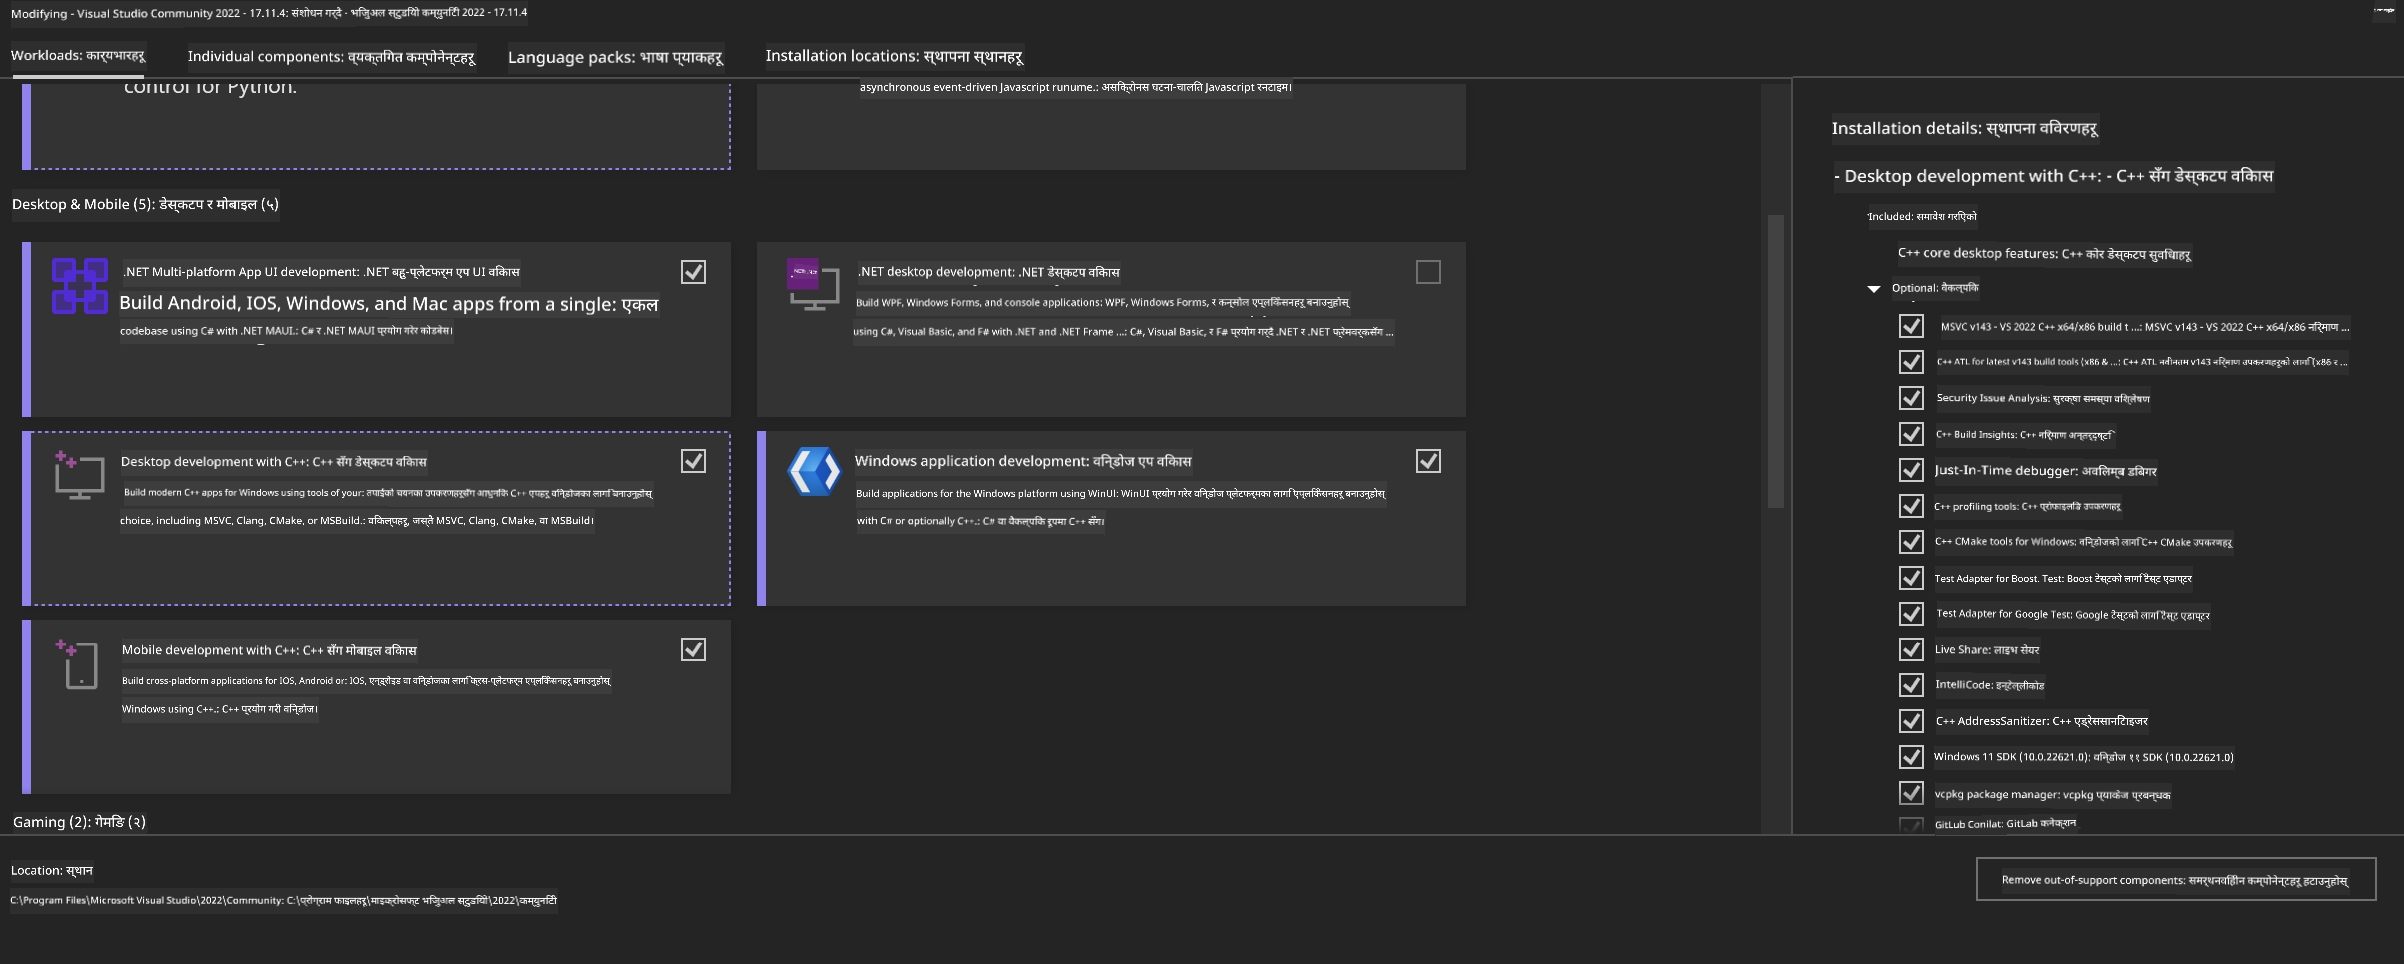 Modifying - Visual Studio Community 2022 - 17.11.4: संशोधन गर्दै - भिजुअल स्टुडियो कम्युनिटी 2022 - 17.11.4
Workloads: कार्यभारहरू
Individual components: व्यक्तिगत कम्पोनेन्टहरू
Language packs: भाषा प्याकहरू
Installation locations: स्थापना स्थानहरू
control for Python.
asynchronous event-driven Javascript runume.: असिक्रोनस घटना-चालित Javascript रनटाइम।
Desktop & Mobile (5): डेस्कटप र मोबाइल (५)
.NET Multi-platform App UI development: .NET बहु-प्लेटफर्म एप UI विकास
Build Android, IOS, Windows, and Mac apps from a single: एकल
codebase using C# with .NET MAUI.: C# र .NET MAUI प्रयोग गरेर कोडबेस।
.NET desktop development: .NET डेस्कटप विकास
Build WPF, Windows Forms, and console applications: WPF, Windows Forms, र कन्सोल एप्लिकेसनहरू बनाउनुहोस्
using C#, Visual Basic, and F# with .NET and .NET Frame ...: C#, Visual Basic, र F# प्रयोग गर्दै .NET र .NET फ्रेमवर्कसँग ...
Desktop development with C++: C++ सँग डेस्कटप विकास
Build modern C++ apps for Windows using tools of your: तपाईंको चयनका उपकरणहरूसँग आधुनिक C++ एपहरू विन्डोजका लागि बनाउनुहोस्
choice, including MSVC, Clang, CMake, or MSBuild.: विकल्पहरू, जस्तै MSVC, Clang, CMake, वा MSBuild।
Windows application development: विन्डोज एप विकास
Build applications for the Windows platform using WinUI: WinUI प्रयोग गरेर विन्डोज प्लेटफर्मका लागि एप्लिकेसनहरू बनाउनुहोस्
with C# or optionally C++.: C# वा वैकल्पिक रूपमा C++ सँग।
Mobile development with C++: C++ सँग मोबाइल विकास
Build cross-platform applications for IOS, Android or: IOS, एन्ड्रोइड वा विन्डोजका लागि क्रस-प्लेटफर्म एप्लिकेसनहरू बनाउनुहोस्
Windows using C++.: C++ प्रयोग गरी विन्डोज।
Gaming (2): गेमिङ (२)
Installation details: स्थापना विवरणहरू
- Desktop development with C++: - C++ सँग डेस्कटप विकास
Included: समावेश गरिएको
C++ core desktop features: C++ कोर डेस्कटप सुविधाहरू
Optional: वैकल्पिक
MSVC v143 - VS 2022 C++ x64/x86 build t ...: MSVC v143 - VS 2022 C++ x64/x86 निर्माण ...
C++ ATL for latest v143 build tools (x86 & ...: C++ ATL नवीनतम v143 निर्माण उपकरणहरूको लागि (x86 र ...
Security Issue Analysis: सुरक्षा समस्या विश्लेषण
C++ Build Insights: C++ निर्माण अन्तर्दृष्टि
Just-In-Time debugger: अविलम्ब डिबगर
C++ profiling tools: C++ प्रोफाइलिङ उपकरणहरू
C++ CMake tools for Windows: विन्डोजको लागि C++ CMake उपकरणहरू
Test Adapter for Boost. Test: Boost टेस्टको लागि टेस्ट एडाप्टर
Test Adapter for Google Test: Google टेस्टको लागि टेस्ट एडाप्टर
Live Share: लाइभ सेयर
IntelliCode: इन्टेल्लीकोड
C++ AddressSanitizer: C++ एड्रेससानिटाइजर
Windows 11 SDK (10.0.22621.0): विन्डोज ११ SDK (10.0.22621.0)
vcpkg package manager: vcpkg प्याकेज प्रबन्धक
GitLub Conilat: GitLab कनेक्शन
Location: स्थान
C:\Program Files\Microsoft Visual Studio\2022\Community: C:\प्रोग्राम फाइलहरू\माइक्रोसफ्ट भिजुअल स्टुडियो\2022\कम्युनिटी
Remove out-of-support components: समर्थनविहीन कम्पोनेन्टहरू हटाउनुहोस्